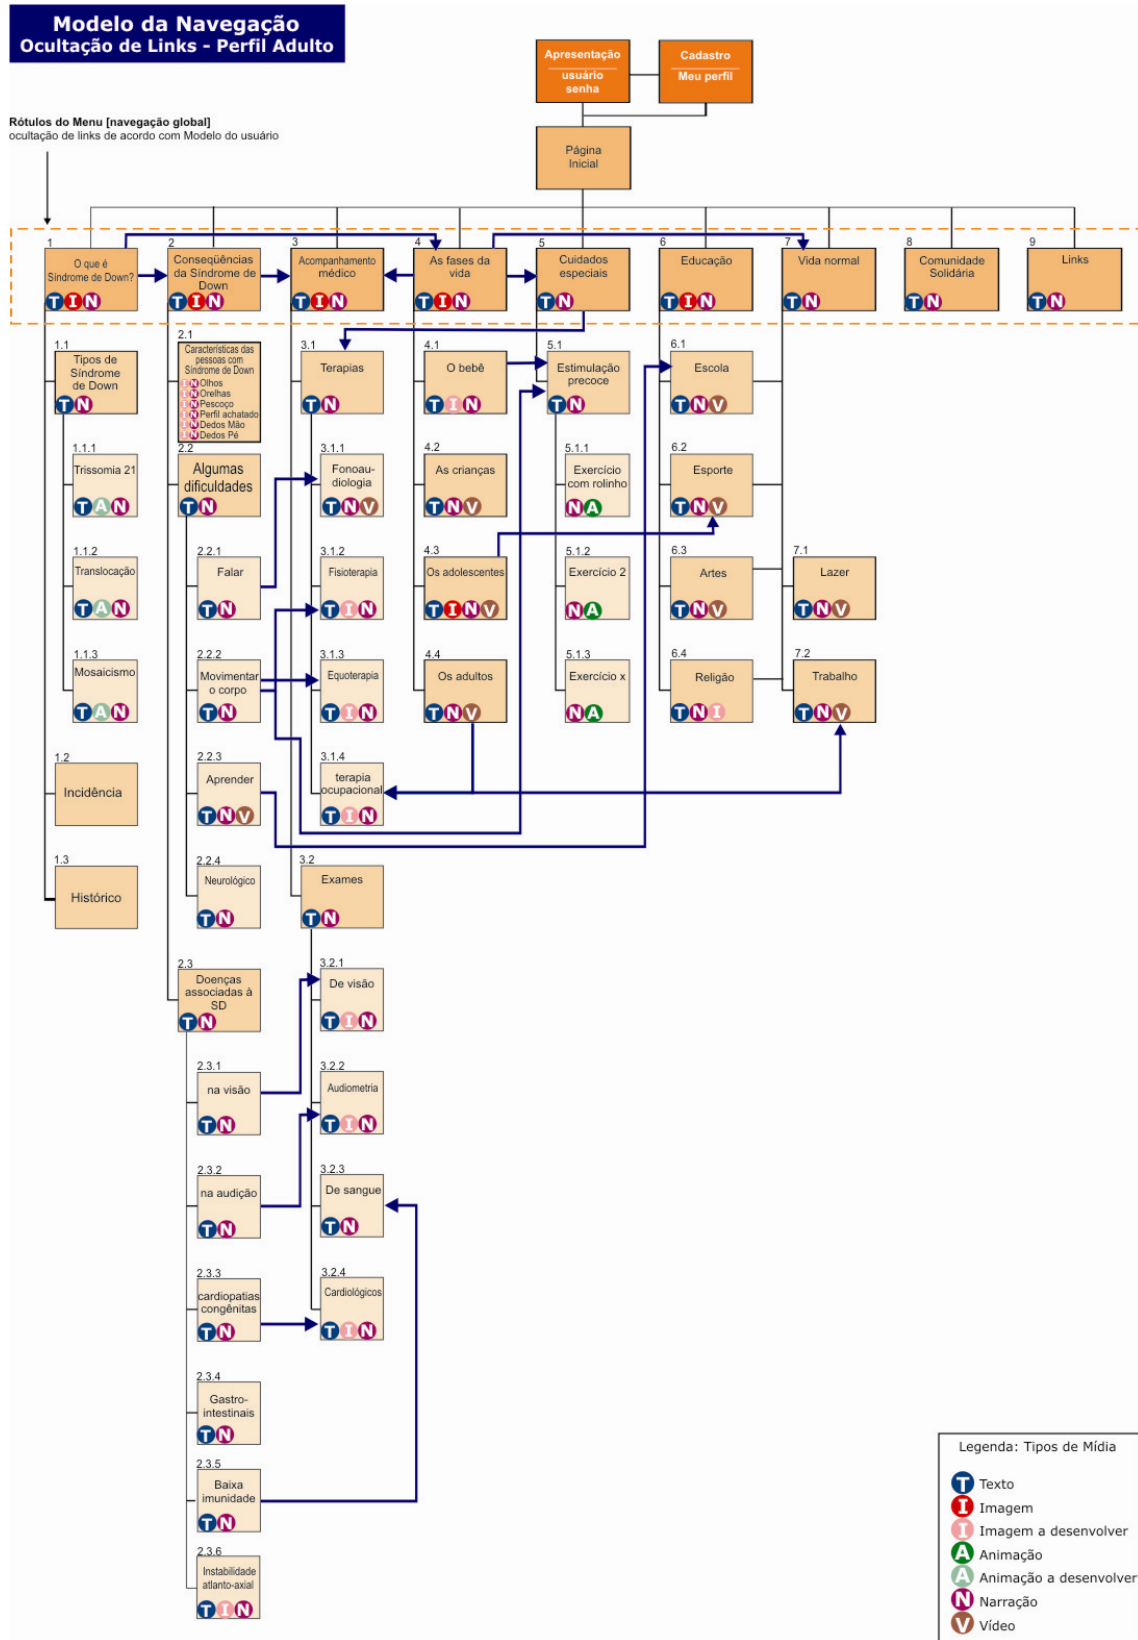 Modelo da Navegação
Ocultação de Links - Perfil Adulto
Apresentação
usuário
senha
Cadastro
Meu perfil
Rótulos do Menu [navegação global]
ocultação de links de acordo com Modelo do usuário
Página
Inicial
1
O que é
Síndrome de Down?
T I N
2
Conseqüências
da Síndrome de
Down
T I N
3
Acompanhamento
médico
T I N
4
As fases da
vida
T I N
5
Cuidados
especiais
T N
6
Educação
T I N
7
Vida normal
T N
8
Comunidade
Solidária
T N
9
Links
T N
1.1
Tipos de
Síndrome
de Down
T N
1.1.1
Trissomia 21
T A N
1.1.2
Translocação
T A N
1.1.3
Mosaicismo
T A N
1.2
Incidência
1.3
Histórico
2.1
Características das
pessoas com
Síndrome de Down
I N Olhos
I N Orelhas
I N Pescoço
I N Perfil achatado
I N Dedos Mão
I N Dedos Pé
2.2
Algumas
dificuldades
T N
2.2.1
Falar
T N
2.2.2
Movimentar
o corpo
T N
2.2.3
Aprender
T N V
2.2.4
Neurológico
T N
2.3
Doenças
associadas à
SD
T N
2.3.1
na visão
T N
2.3.2
na audição
T N
2.3.3
cardiopatias
congênitas
T N
2.3.4
Gastro-
intestinais
T N
2.3.5
Baixa
imunidade
T N
2.3.6
Instabilidade
atlanto-axial
T I N
3.1
Terapias
T N
3.1.1
Fonoau-
diologia
T N V
3.1.2
Fisioterapia
T I N
3.1.3
Equoterapia
T I N
3.1.4
terapia
ocupacional
T I N
3.2
Exames
T N
3.2.1
De visão
T I N
3.2.2
Audiometria
T I N
3.2.3
De sangue
T N
3.2.4
Cardiológicos
T I N
4.1
O bebê
T I N
4.2
As crianças
T N V
4.3
Os adolescentes
T I N V
4.4
Os adultos
T N V
5.1
Estimulação
precoce
T N
5.1.1
Exercício
com rolinho
N A
5.1.2
Exercício 2
N A
5.1.3
Exercício x
N A
6.1
Escola
T N V
6.2
Esporte
T N V
6.3
Artes
T N V
6.4
Religão
T N I
7.1
Lazer
T N V
7.2
Trabalho
T N V
Legenda: Tipos de Mídia
T Texto
I Imagem
I Imagem a desenvolver
A Animação
A Animação a desenvolver
N Narração
V Vídeo